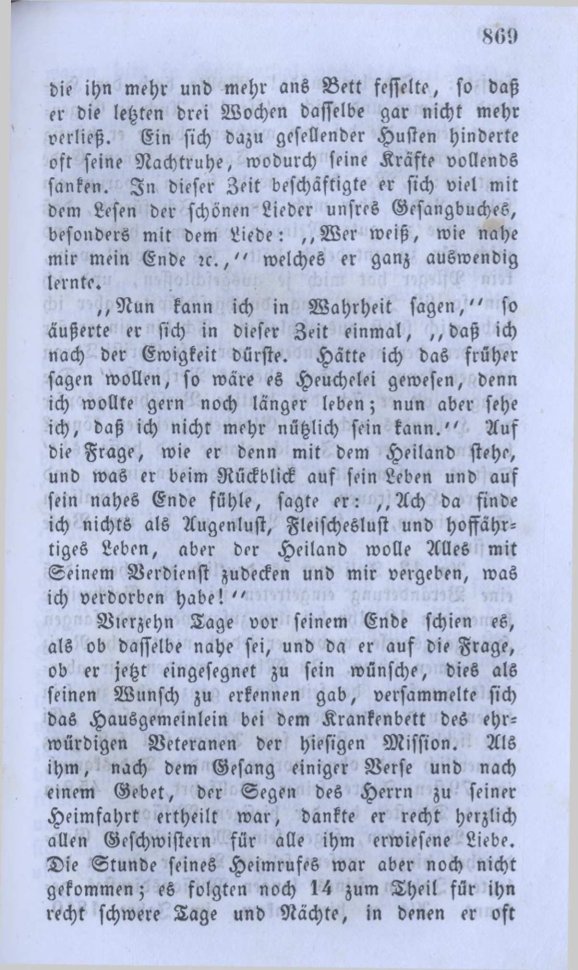 869
die ihn mehr und mehr ans Bett fesselte, so daß
er die letzten drei Wochen dasselbe gar nicht mehr
verließ. Ein sich dazu gesellender Husten hinderte
oft seine Nachtruhe, wodurch seine Kräfte vollends
sanken. In dieser Zeit beschäftigte er sich viel mit
dem Lesen der schönen Lieder unsres Gesangbuches,
besonders mit dem Liede: ,,Wer weiß, wie nahe
mir mein Ende ꝛc.,“ welches er ganz auswendig
lernte.
,,Nun kann ich in Wahrheit sagen,“ so
äußerte er sich in dieser Zeit einmal, ,,daß ich
nach der Ewigkeit dürste. Hätte ich das früher
sagen wollen, so wäre es Heuchelei gewesen, denn
ich wollte gern noch länger leben; nun aber sehe
ich, daß ich nicht mehr nützlich sein kann.“ Auf
die Frage, wie er denn mit dem Heiland stehe,
und was er beim Rückblick auf sein Leben und auf
sein nahes Ende fühle, sagte er: ,,Ach da finde
ich nichts als Augenlust, Fleischeslust und hoffähr-
tiges Leben, aber der Heiland wolle Alles mit
Seinem Verdienst zudecken und mir vergeben, was
ich verdorben habe!“
Vierzehn Tage vor seinem Ende schien es,
als ob dasselbe nahe sei, und da er auf die Frage,
ob er jetzt eingesegnet zu sein wünsche, dies als
seinen Wunsch zu erkennen gab, versammelte sich
das Hausgemeinlein bei dem Krankenbett des ehr-
würdigen Veteranen der hiesigen Mission. Als
ihm, nach dem Gesang einiger Verse und nach
einem Gebet, der Segen des Herrn zu seiner
Heimfahrt ertheilt war, dankte er recht herzlich
allen Geschwistern für alle ihm erwiesene Liebe.
Die Stunde seines Heimrufes war aber noch nicht
gekommen; es folgten noch 14 zum Theil für ihn
recht schwere Tage und Nächte, in denen er oft